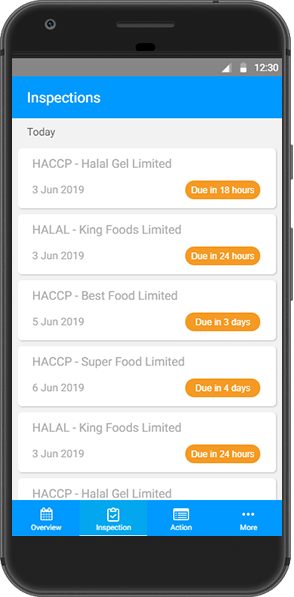 12:30
Inspections
Today
HACCP - Halal Gel Limited
3 Jun 2019
Due in 18 hours
HALAL - King Foods Limited
3 Jun 2019
Due in 24 hours
HACCP - Best Food Limited
5 Jun 2019
Due in 3 days
HACCP - Super Food Limited
6 Jun 2019
Due in 4 days
HALAL - King Foods Limited
3 Jun 2019
Due in 24 hours
HACCP - Halal Gel Limited
Overview
Inspection
Action
More